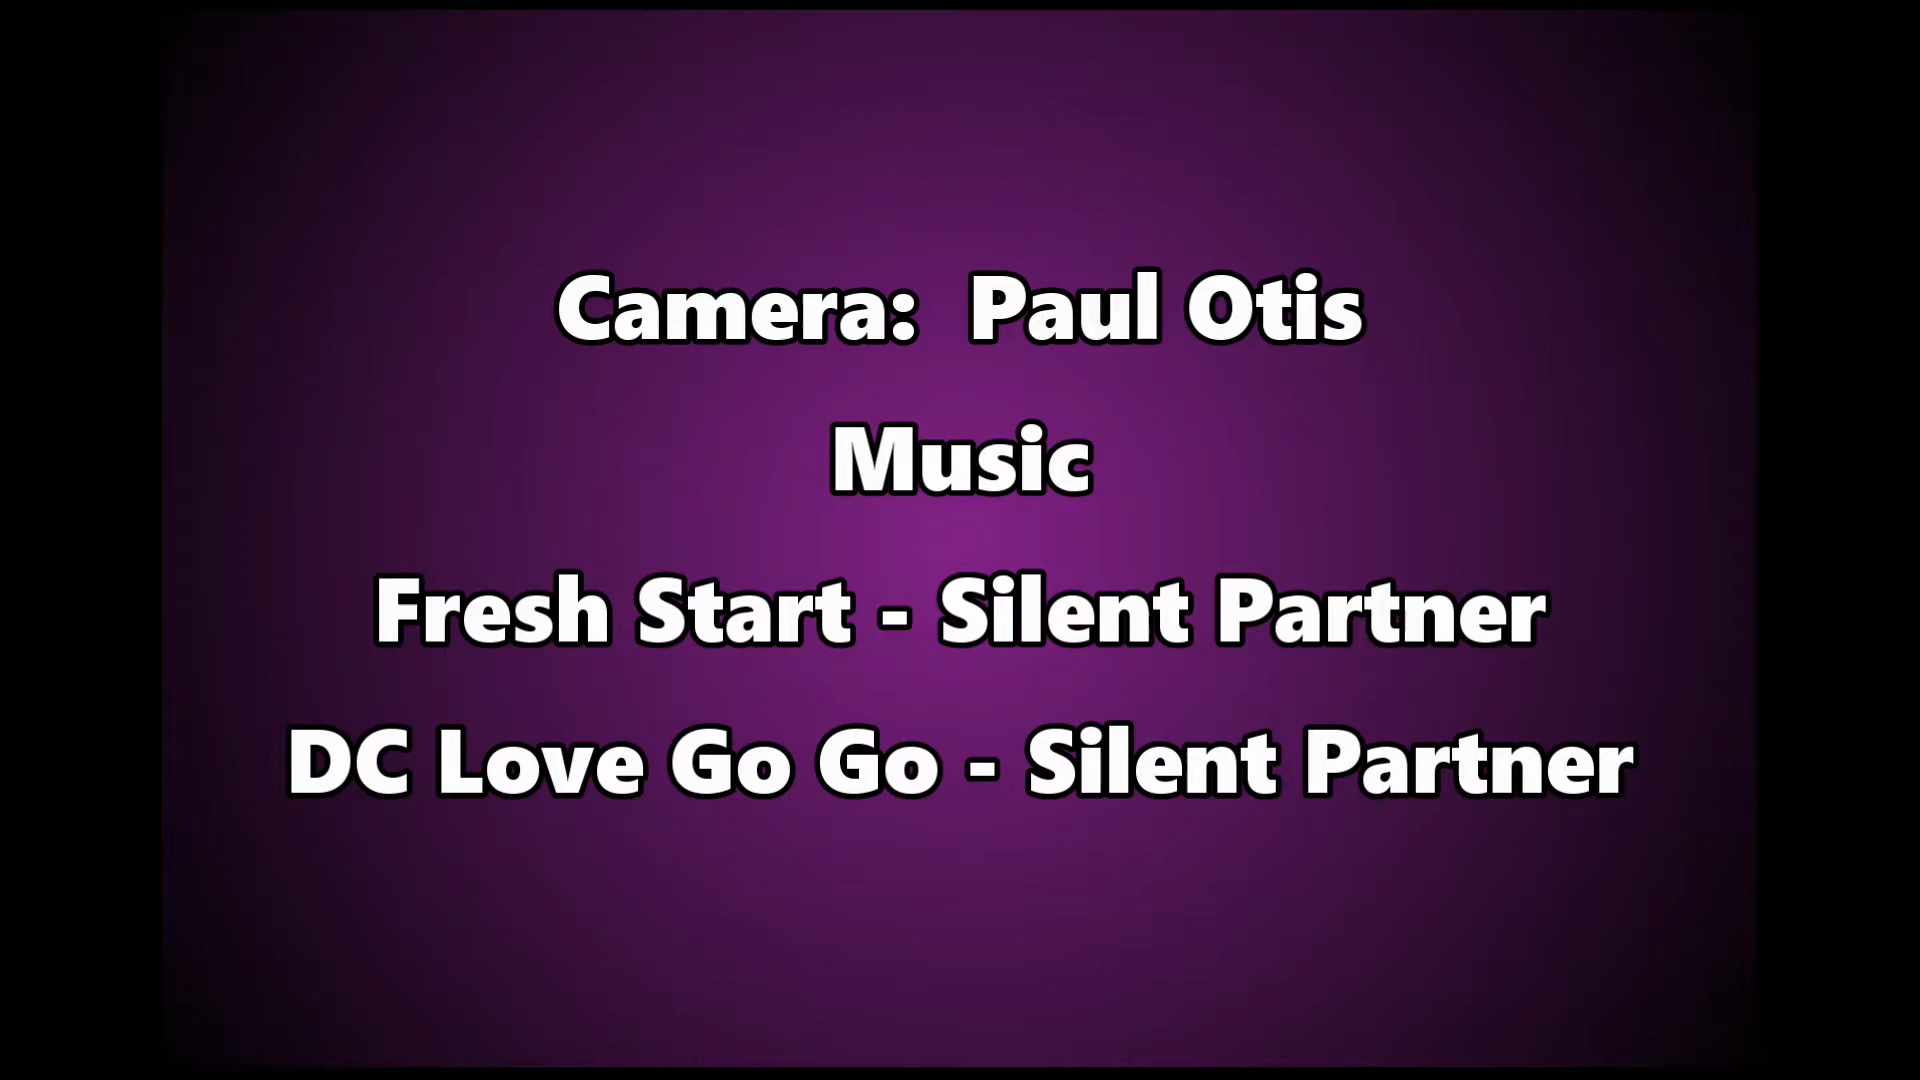 Camera:  Paul Otis
Music
Fresh Start - Silent Partner
DC Love Go Go - Silent Partner